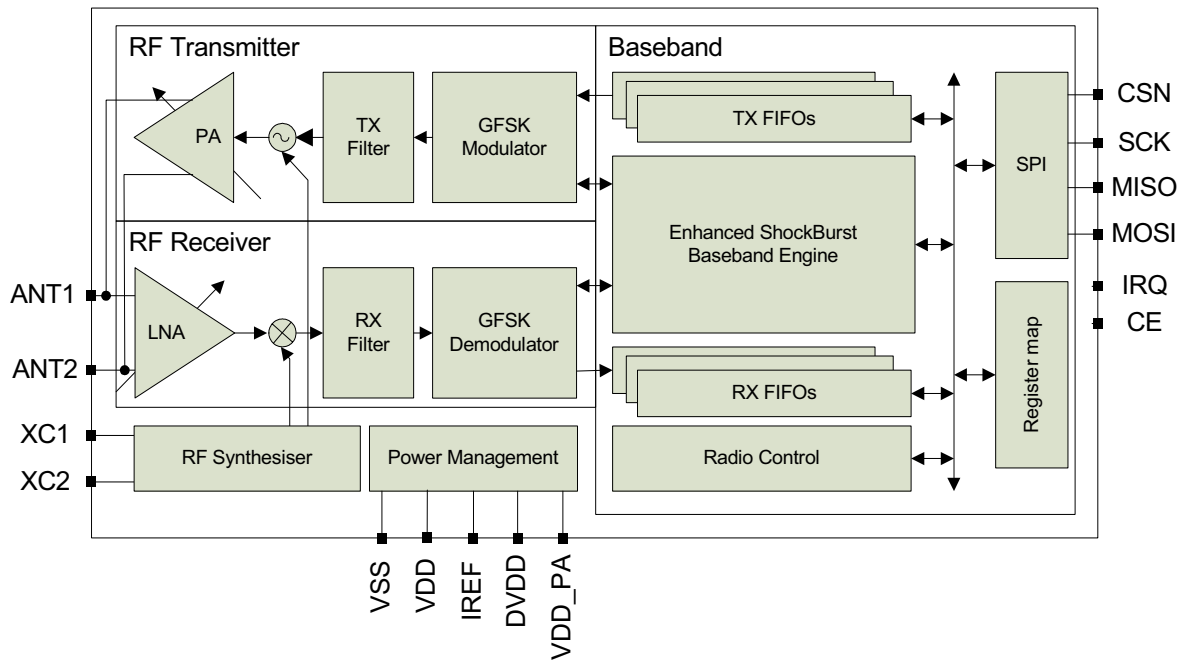 RF Transmitter
PA
TX
Filter
GFSK
Modulator
RF Receiver
LNA
RX
Filter
GFSK
Demodulator
RF Synthesiser
Power Management
Baseband
TX FIFOs
Enhanced ShockBurst
Baseband Engine
RX FIFOs
Radio Control
SPI
Register map
CSN
SCK
MISO
MOSI
IRQ
CE
ANT1
ANT2
XC1
XC2
VSS
VDD
IREF
DVDD
VDD_PA